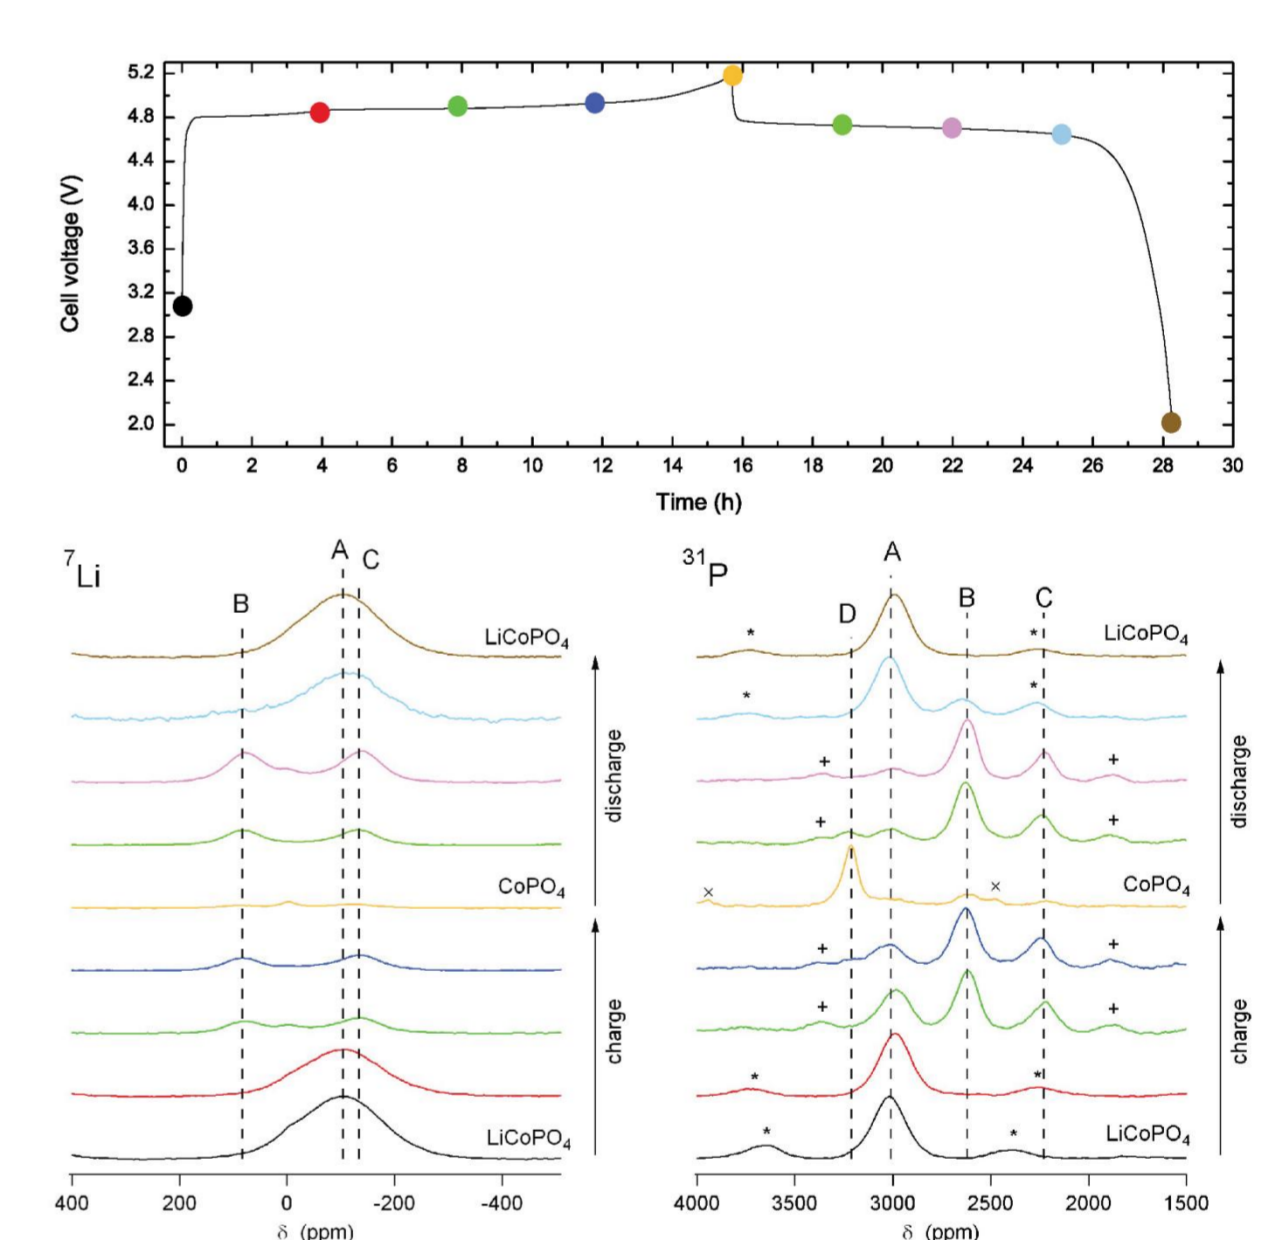 5.2
4.8
4.4
4.0
3.6
3.2
2.8
2.4
2.0
Cell voltage (V)
0 2 4 6 8 10 12 14 16 18 20 22 24 26 28 30
Time (h)
⁷Li
A
C
B
LiCoPO₄
CoPO₄
LiCoPO₄
discharge
charge
400 200 0 -200 -400
δ (ppm)
³¹P
A
D
B
C
* * LiCoPO₄
* *
+ +
+ +
× × CoPO₄
+ +
+ +
* *
* * LiCoPO₄
discharge
charge
4000 3500 3000 2500 2000 1500
δ (ppm)